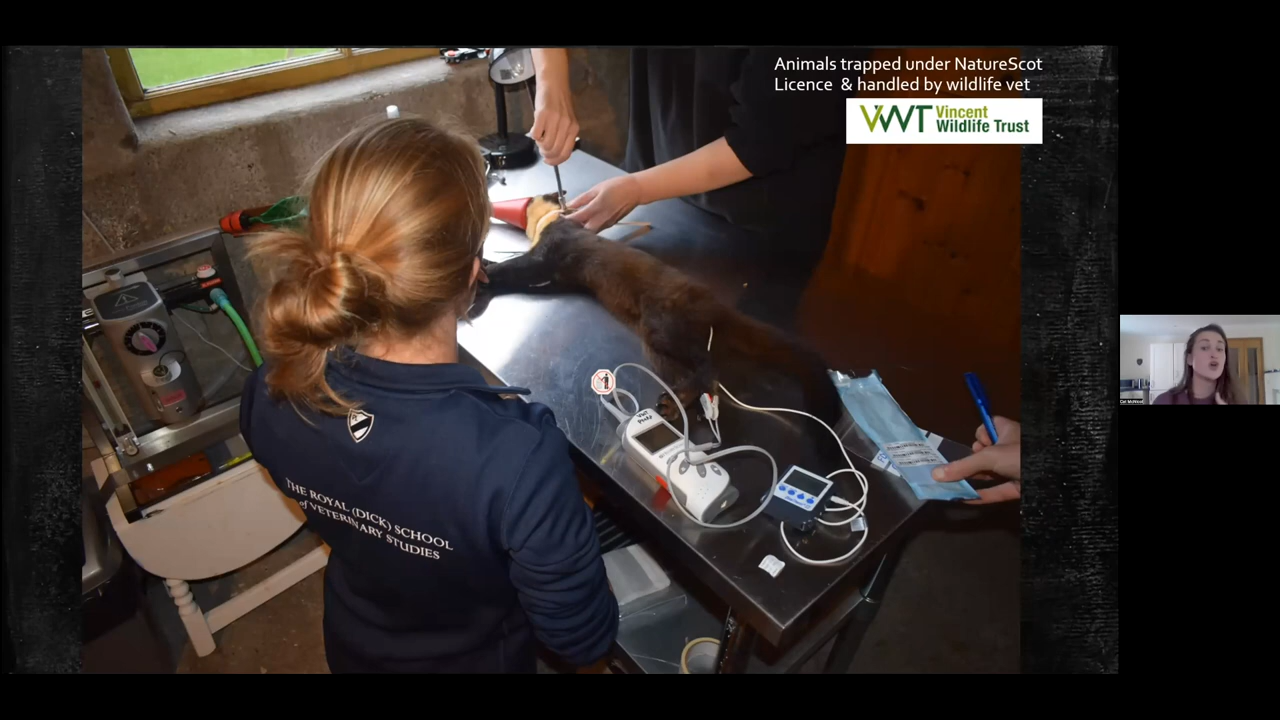 Animals trapped under NatureScot
Licence & handled by wildlife vet
VWT Vincent
Wildlife Trust
THE ROYAL (DICK) SCHOOL
of VETERINARY STUDIES